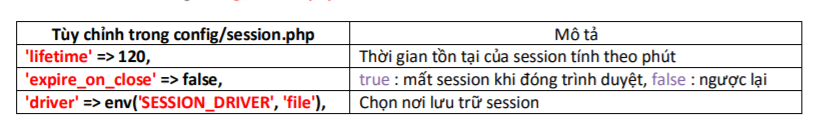 Tùy chỉnh trong config/session.php Mô tả
'lifetime' => 120, Thời gian tồn tại của session tính theo phút
'expire_on_close' => false, true : mất session khi đóng trình duyệt, false : ngược lại
'driver' => env('SESSION_DRIVER', 'file'), Chọn nơi lưu trữ session